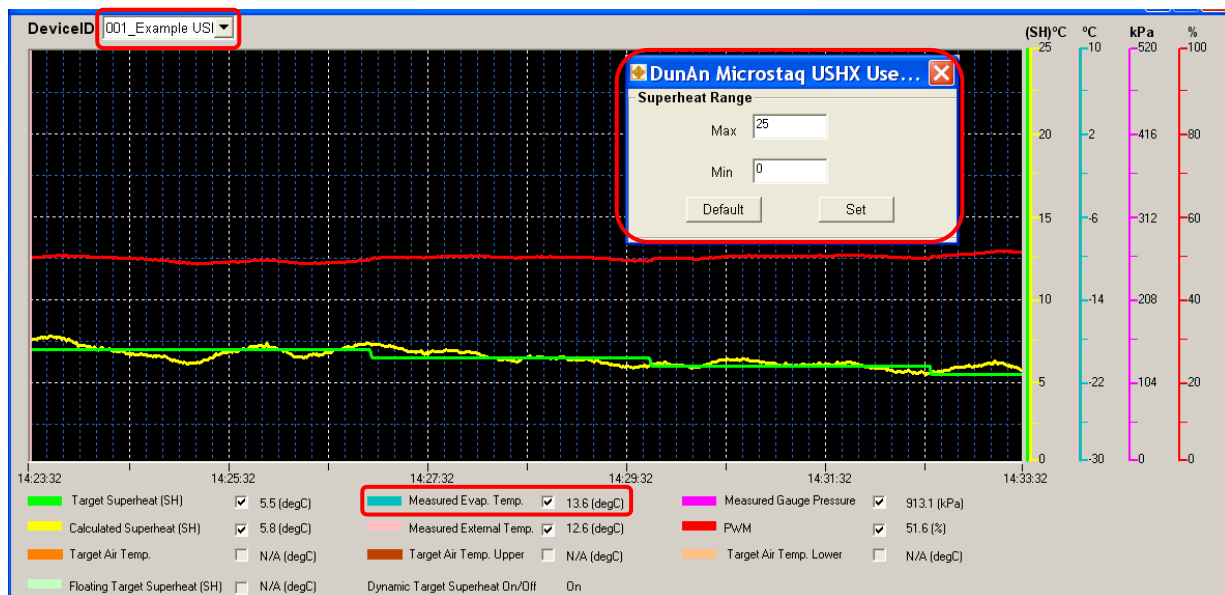 DeviceID 001_Example USI
DunAn Microstaq USHX Use...
Superheat Range
Max 25
Min 0
Default Set
(SH)°C °C kPa %
25 10 520 100
20 2 416 80
15 -6 312 60
10 -14 208 40
5 -22 104 20
0 -30 0 0
14:23:32 14:25:32 14:27:32 14:29:32 14:31:32 14:33:32
Target Superheat (SH) 5.5 (degC) Measured Evap. Temp. 13.6 (degC) Measured Gauge Pressure 913.1 (kPa)
Calculated Superheat (SH) 5.8 (degC) Measured External Temp. 12.6 (degC) PWM 51.6 (%)
Target Air Temp. N/A (degC) Target Air Temp. Upper N/A (degC) Target Air Temp. Lower N/A (degC)
Floating Target Superheat (SH) N/A (degC) Dynamic Target Superheat On/Off On